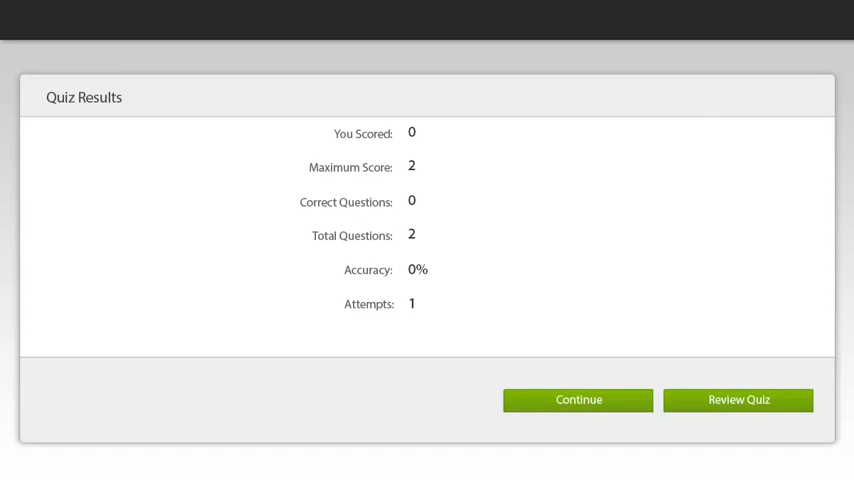 Quiz Results
You Scored: 0
Maximum Score: 2
Correct Questions: 0
Total Questions: 2
Accuracy: 0%
Attempts: 1
Continue Review Quiz